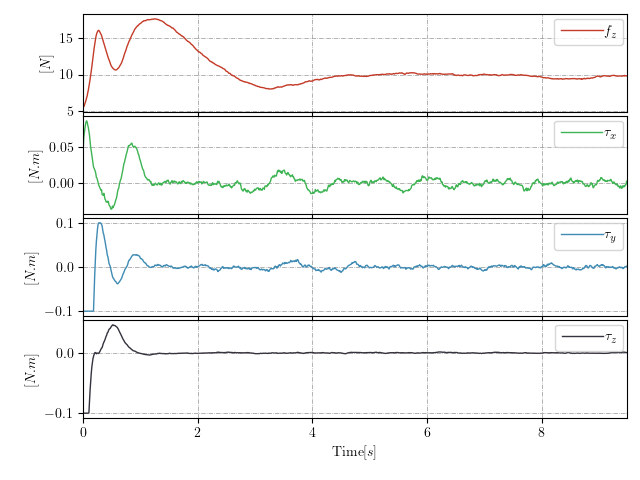 f_z
15
10
5
[N]
τ_x
0.05
0.00
[N.m]
τ_y
0.1
0.0
−0.1
[N.m]
τ_z
0.0
−0.1
[N.m]
0 2 4 6 8
Time[s]